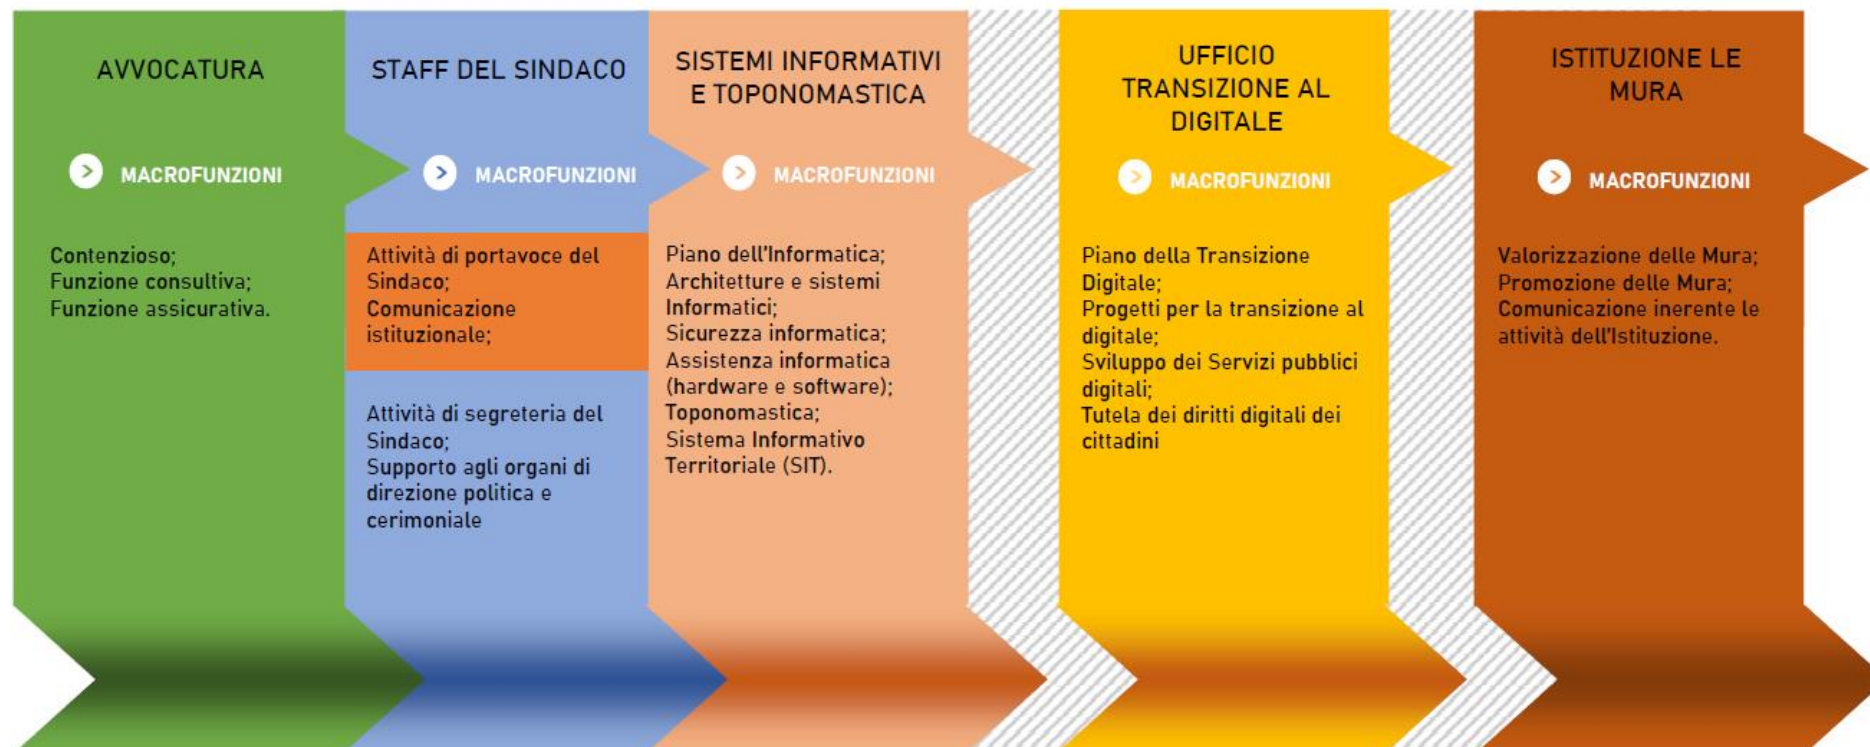 AVVOCATURA
MACROFUNZIONI
Contenzioso;
Funzione consultiva;
Funzione assicurativa.
STAFF DEL SINDACO
MACROFUNZIONI
Attività di portavoce del
Sindaco;
Comunicazione
istituzionale;
Attività di segreteria del
Sindaco;
Supporto agli organi di
direzione politica e
cerimoniale
SISTEMI INFORMATIVI
E TOPONOMASTICA
MACROFUNZIONI
Piano dell'Informatica;
Architetture e sistemi
Informatici;
Sicurezza informatica;
Assistenza informatica
(hardware e software);
Toponomastica;
Sistema Informativo
Territoriale (SIT).
UFFICIO
TRANSIZIONE AL
DIGITALE
MACROFUNZIONI
Piano della Transizione
Digitale;
Progetti per la transizione al
digitale;
Sviluppo dei Servizi pubblici
digitali;
Tutela dei diritti digitali dei
cittadini
ISTITUZIONE LE
MURA
MACROFUNZIONI
Valorizzazione delle Mura;
Promozione delle Mura;
Comunicazione inerente le
attività dell'Istituzione.